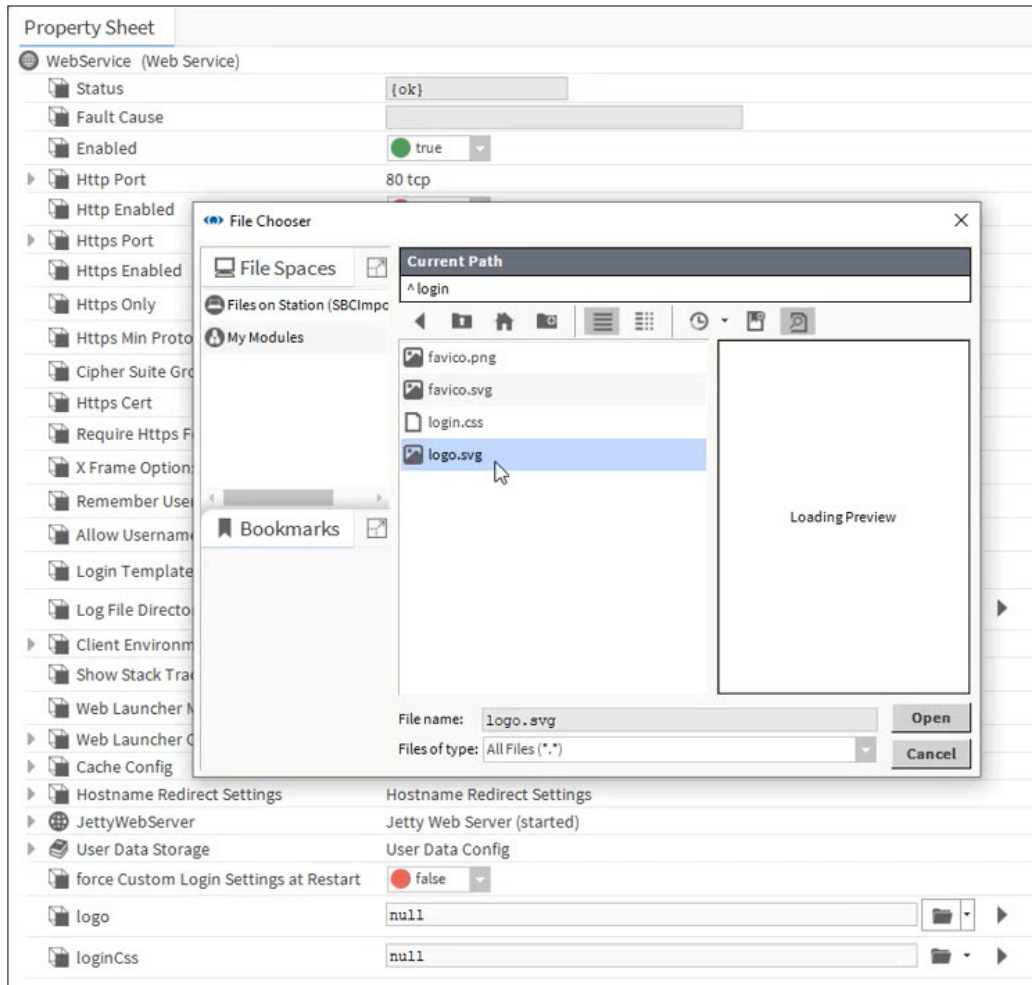 Property Sheet
WebService (Web Service)
Status {ok}
Fault Cause
Enabled true
Http Port 80 tcp
Http Enabled
File Chooser
Https Port
Https Enabled
Https Only
Https Min Proto
Cipher Suite Gro
Https Cert
Require Https F
X Frame Option
Remember User
Allow Username
Login Template
Log File Directo
Client Environm
Show Stack Tra
Web Launcher
Web Launcher
Cache Config
File Spaces
Files on Station (SBCImpo
My Modules
Bookmarks
Current Path
^login
favico.png
favico.svg
login.css
logo.svg
Loading Preview
File name: logo.svg Open
Files of type: All Files (*.*) Cancel
Hostname Redirect Settings Hostname Redirect Settings
JettyWebServer Jetty Web Server (started)
User Data Storage User Data Config
force Custom Login Settings at Restart false
logo null
loginCss null